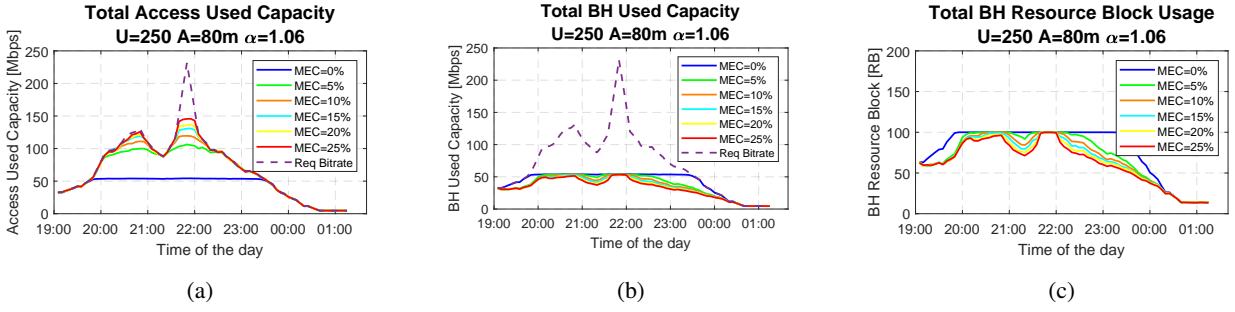 Total Access Used Capacity
U=250 A=80m α=1.06
Access Used Capacity [Mbps]
250
200
150
100
50
0
19:00 20:00 21:00 22:00 23:00 00:00 01:00
Time of the day
MEC=0%
MEC=5%
MEC=10%
MEC=15%
MEC=20%
MEC=25%
Req Bitrate
(a)
Total BH Used Capacity
U=250 A=80m α=1.06
BH Used Capacity [Mbps]
250
200
150
100
50
0
19:00 20:00 21:00 22:00 23:00 00:00 01:00
Time of the day
MEC=0%
MEC=5%
MEC=10%
MEC=15%
MEC=20%
MEC=25%
Req Bitrate
(b)
Total BH Resource Block Usage
U=250 A=80m α=1.06
BH Resource Block [RB]
200
150
100
50
0
19:00 20:00 21:00 22:00 23:00 00:00 01:00
Time of the day
MEC=0%
MEC=5%
MEC=10%
MEC=15%
MEC=20%
MEC=25%
(c)